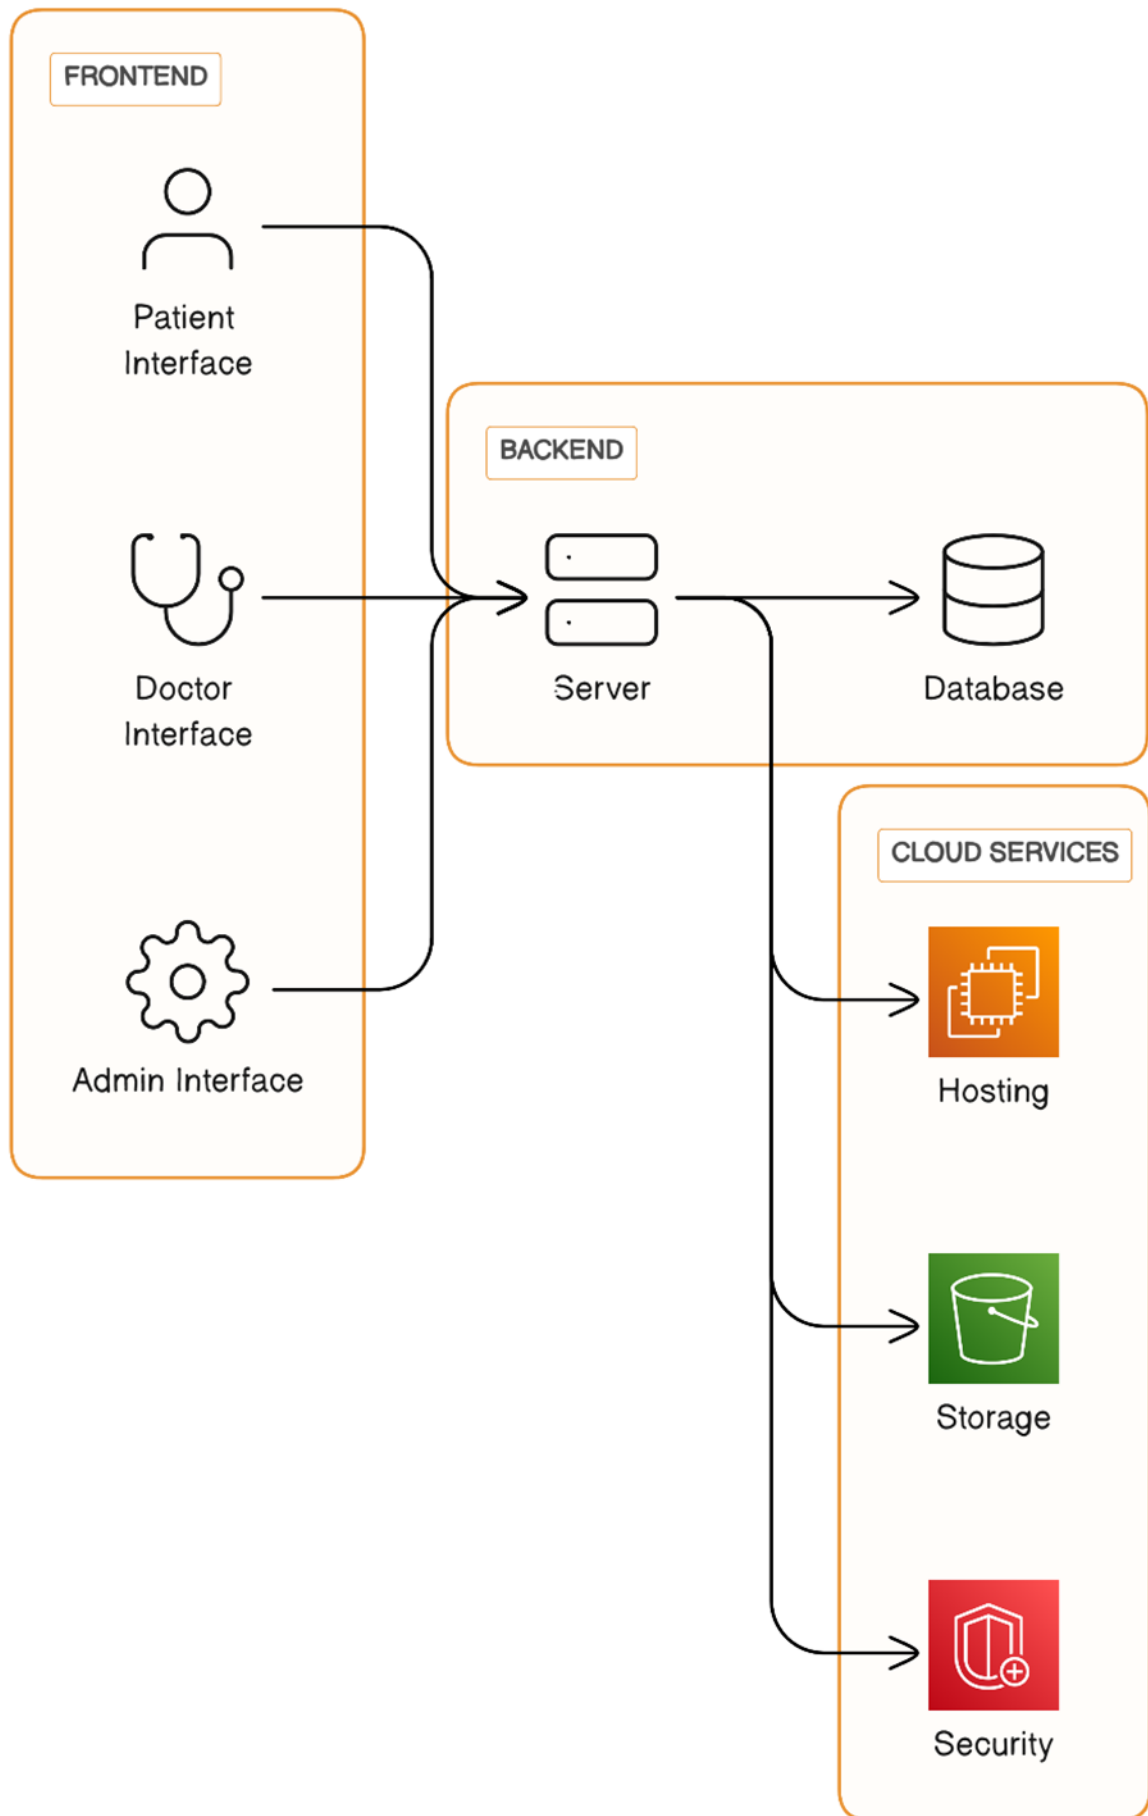 FRONTEND
Patient
Interface
Doctor
Interface
Admin Interface
BACKEND
Server
Database
CLOUD SERVICES
Hosting
Storage
Security